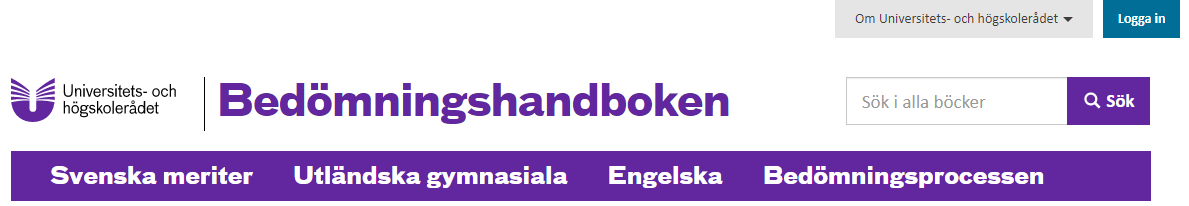 Om Universitets- och högskolerådet
Logga in
Universitets- och
högskolerådet
Bedömningshandboken
Sök i alla böcker
Sök
Svenska meriter
Utländska gymnasiala
Engelska
Bedömningsprocessen